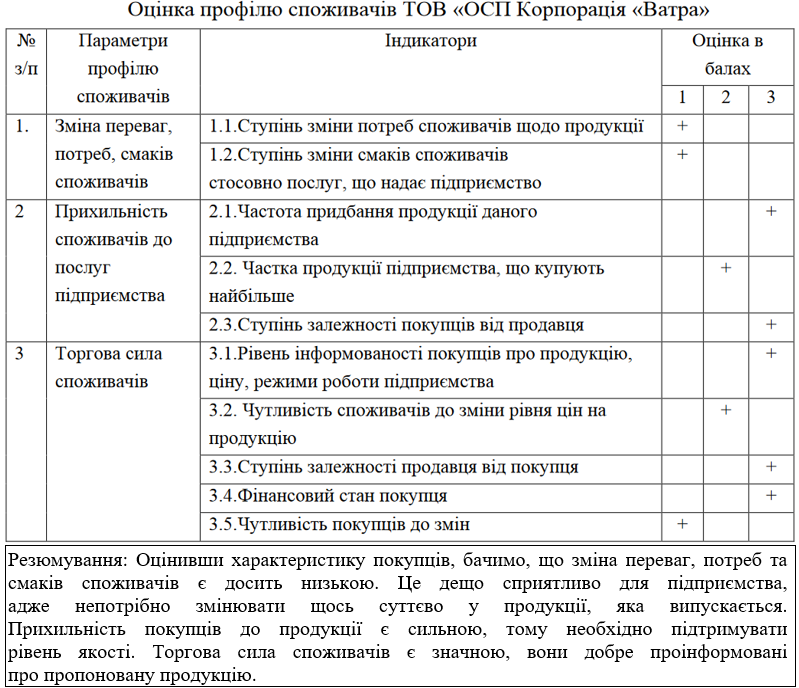 Оцінка профілю споживачів ТОВ «ОСП Корпорація «Ватра»
№ з/п
Параметри профілю споживачів
Індикатори
Оцінка в балах
1 2 3
1.
Зміна переваг,
потреб, смаків
споживачів
1.1.Ступінь зміни потреб споживачів щодо продукції +
1.2.Ступінь зміни смаків споживачів +
стосовно послуг, що надає підприємство
2
Прихильність
споживачів до
послуг
підприємства
2.1.Частота придбання продукції даного +
підприємства
2.2. Частка продукції підприємства, що купують +
найбільше
2.3.Ступінь залежності покупців від продавця +
3
Торгова сила
споживачів
3.1.Рівень інформованості покупців про продукцію, +
ціну, режими роботи підприємства
3.2. Чутливість споживачів до зміни рівня цін на +
продукцію
3.3.Ступінь залежності продавця від покупця +
3.4.Фінансовий стан покупця +
3.5.Чутливість покупців до змін +
Резюмування: Оцінивши характеристику покупців, бачимо, що зміна переваг, потреб та
смаків споживачів є досить низькою. Це дещо сприятливо для підприємства,
адже непотрібно змінювати щось суттєво у продукції, яка випускається.
Прихильність покупців до продукції є сильною, тому необхідно підтримувати
рівень якості. Торгова сила споживачів є значною, вони добре проінформовані
про пропоновану продукцію.